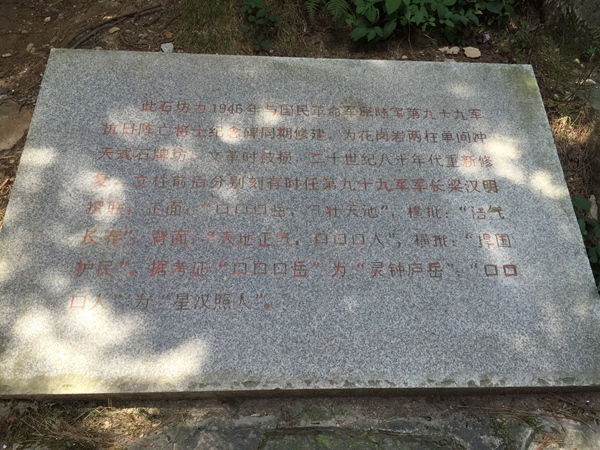 此石坊为1946年与国民革命军原陆军第九十九军
抗日阵亡将士纪念碑同期修建，为花岗岩两柱单间冲
天式石牌坊、文革时鼓损，二十世纪八十年代重新修
复。立柱前后分别刻有时任第九十九军军长梁汉明
题联，正面：“口口口岳，气壮天池”，横批：“浩气
长存”，背面：“天地正气，口口口人”，横批：“捍国
护民”。据考证“口口口岳”为“灵钟庐岳”；“口口
口人”为“星汉照人”。